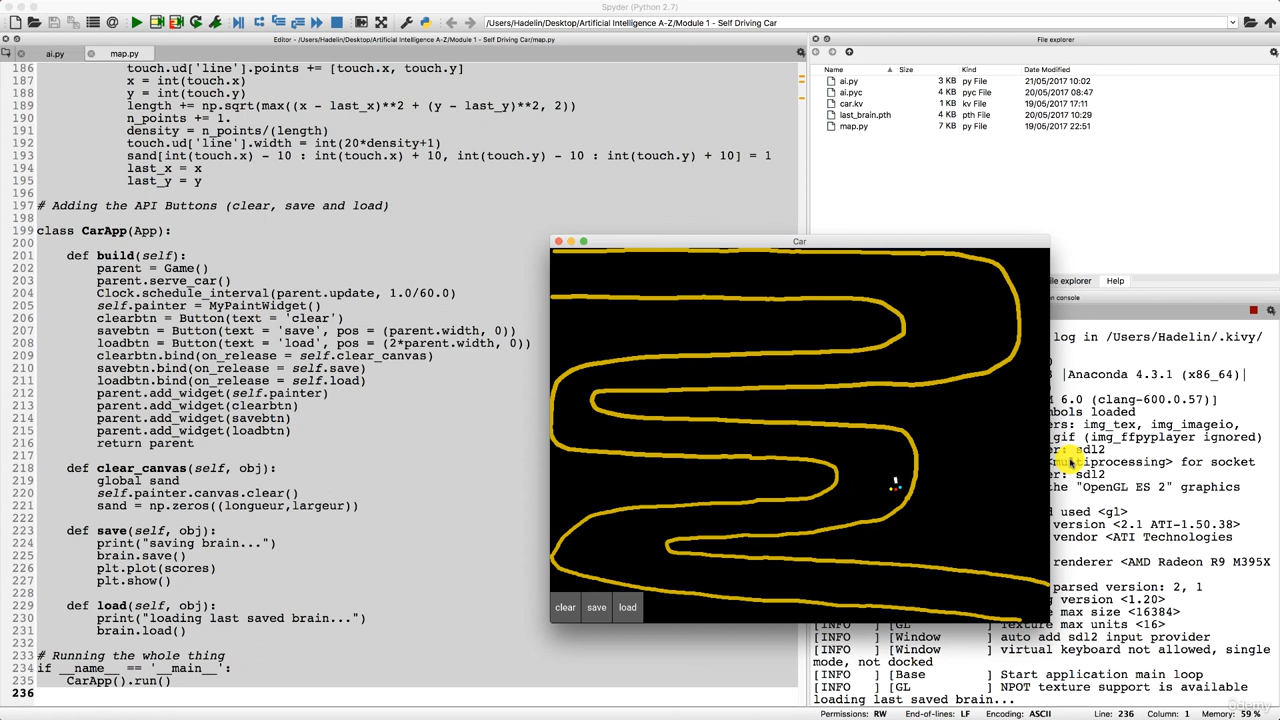 Spyder (Python 2.7)
/Users/Hadelin/Desktop/Artificial Intelligence A-Z/Module 1 - Self Driving Car
Editor - /Users/Hadelin/Desktop/Artificial Intelligence A-Z/Module 1 - Self Driving Car/map.py
ai.py map.py
186 touch.ud['line'].points += [touch.x, touch.y]
187 x = int(touch.x)
188 y = int(touch.y)
189 length += np.sqrt(max((x - last_x)**2 + (y - last_y)**2, 2))
190 n_points += 1.
191 density = n_points/(length)
192 touch.ud['line'].width = int(20*density+1)
193 sand[int(touch.x) - 10 : int(touch.x) + 10, int(touch.y) - 10 : int(touch.y) + 10] = 1
194 last_x = x
195 last_y = y
196
197 # Adding the API Buttons (clear, save and load)
198
199 class CarApp(App):
200
201 def build(self):
202 parent = Game()
203 parent.serve_car()
204 Clock.schedule_interval(parent.update, 1.0/60.0)
205 self.painter = MyPaintWidget()
206 clearbtn = Button(text = 'clear')
207 savebtn = Button(text = 'save', pos = (parent.width, 0))
208 loadbtn = Button(text = 'load', pos = (2*parent.width, 0))
209 clearbtn.bind(on_release = self.clear_canvas)
210 savebtn.bind(on_release = self.save)
211 loadbtn.bind(on_release = self.load)
212 parent.add_widget(self.painter)
213 parent.add_widget(clearbtn)
214 parent.add_widget(savebtn)
215 parent.add_widget(loadbtn)
216 return parent
217
218 def clear_canvas(self, obj):
219 global sand
220 self.painter.canvas.clear()
221 sand = np.zeros((longueur,largeur))
222
223 def save(self, obj):
224 print("saving brain...")
225 brain.save()
226 plt.plot(scores)
227 plt.show()
228
229 def load(self, obj):
230 print("loading last saved brain...")
231 brain.load()
232
233 # Running the whole thing
234 if __name__ == '__main__':
235 CarApp().run()
236
File explorer
Name Size Kind Date Modified
ai.py 3 KB py File 21/05/2017 10:02
ai.pyc 4 KB pyc File 20/05/2017 08:47
car.kv 1 KB kv File 19/05/2017 17:11
last_brain.pth 5 KB pth File 20/05/2017 10:29
map.py 7 KB py File 19/05/2017 22:51
Car
clear save load
le explorer Help
console
log in /Users/Hadelin/.kivy/
|Anaconda 4.3.1 (x86_64)|
M 6.0 (clang-600.0.57)]
mbols loaded
ers: img_tex, img_imageio,
_gif (img_ffpyplayer ignored)
er: sdl2
<multiprocessing> for socket
er: sdl2
the "OpenGL ES 2" graphics
d used <gl>
version <2.1 ATI-1.50.38>
vendor <ATI Technologies
renderer <AMD Radeon R9 M395X
parsed version: 2, 1
ng version <1.20>
e max size <16384>
Texture max units <16>
[INFO ] [Window ] auto add sdl2 input provider
[INFO ] [Window ] virtual keyboard not allowed, single
mode, not docked
[INFO ] [Base ] Start application main loop
[INFO ] [GL ] NPOT texture support is available
loading last saved brain...
Permissions: RW End-of-lines: LF Encoding: ASCII Line: 236 Column: 1 Memory: 59 %
udemy